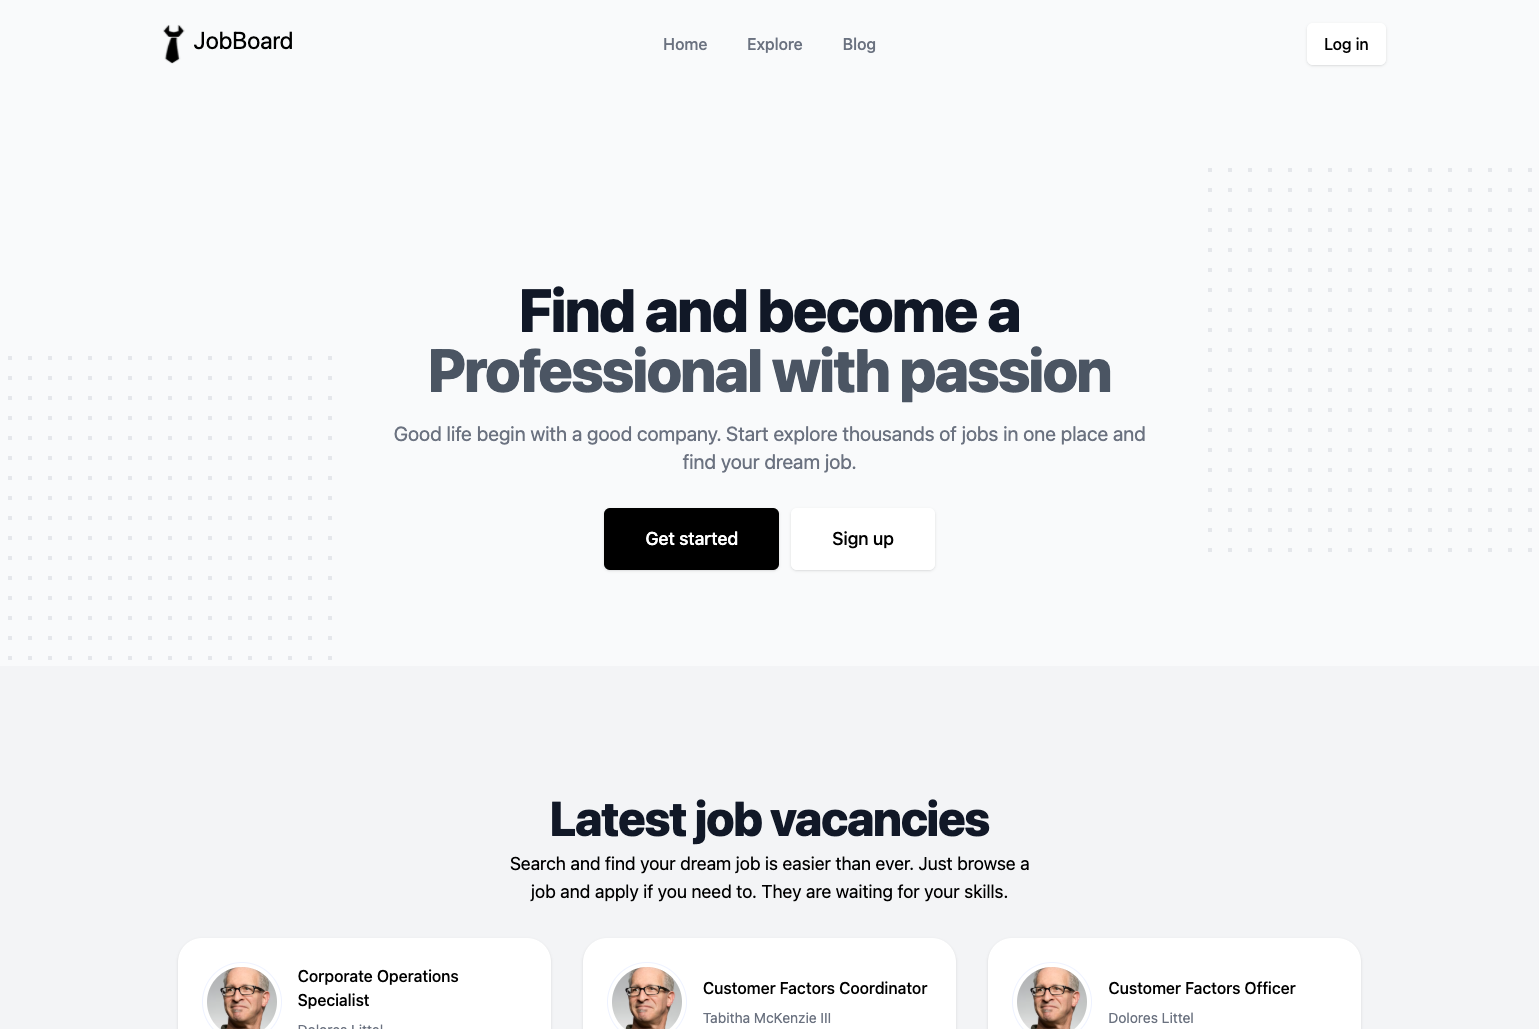 JobBoard
Home
Explore
Blog
Log in
Find and become a
Professional with passion
Good life begin with a good company. Start explore thousands of jobs in one place and
find your dream job.
Get started
Sign up
Latest job vacancies
Search and find your dream job is easier than ever. Just browse a
job and apply if you need to. They are waiting for your skills.
Corporate Operations
Specialist
Dolores Littel
Customer Factors Coordinator
Tabitha McKenzie III
Customer Factors Officer
Dolores Littel